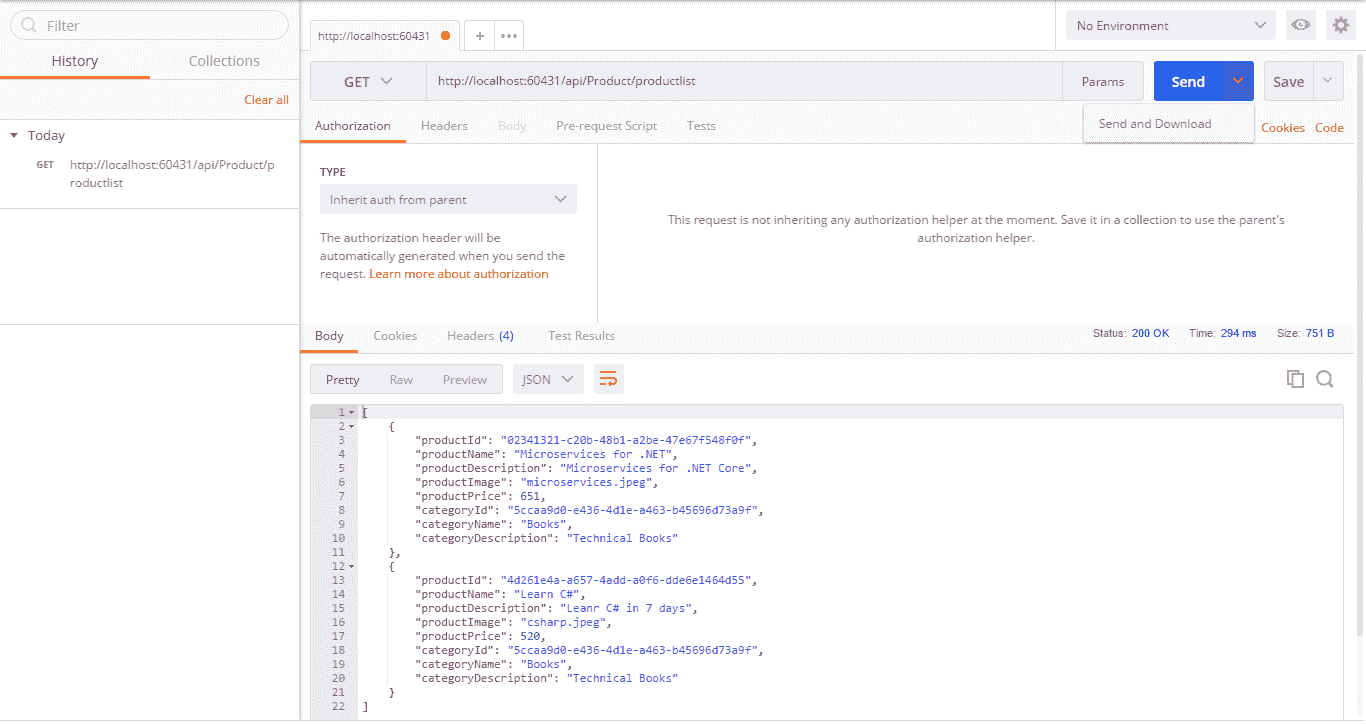 Filter
History Collections
Clear all
Today
GET http://localhost:60431/api/Product/p
roductlist
http://localhost:60431 + •••
No Environment
GET http://localhost:60431/api/Product/productlist Params Send Save
Authorization Headers Body Pre-request Script Tests
Send and Download
Cookies Code
TYPE
Inherit auth from parent
The authorization header will be
automatically generated when you send the
request. Learn more about authorization
This request is not inheriting any authorization helper at the moment. Save it in a collection to use the parent's
authorization helper.
Body Cookies Headers (4) Test Results Status: 200 OK Time: 294 ms Size: 751 B
Pretty Raw Preview JSON
1 [
2 {
3 "productId": "02341321-c20b-48b1-a2be-47e67f548f0f",
4 "productName": "Microservices for .NET",
5 "productDescription": "Microservices for .NET Core",
6 "productImage": "microservices.jpeg",
7 "productPrice": 651,
8 "categoryId": "5ccaa9d0-e436-4d1e-a463-b45696d73a9f",
9 "categoryName": "Books",
10 "categoryDescription": "Technical Books"
11 },
12 {
13 "productId": "4d261e4a-a657-4add-a0f6-dde6e1464d55",
14 "productName": "Learn C#",
15 "productDescription": "Leanr C# in 7 days",
16 "productImage": "csharp.jpeg",
17 "productPrice": 520,
18 "categoryId": "5ccaa9d0-e436-4d1e-a463-b45696d73a9f",
19 "categoryName": "Books",
20 "categoryDescription": "Technical Books"
21 }
22 ]